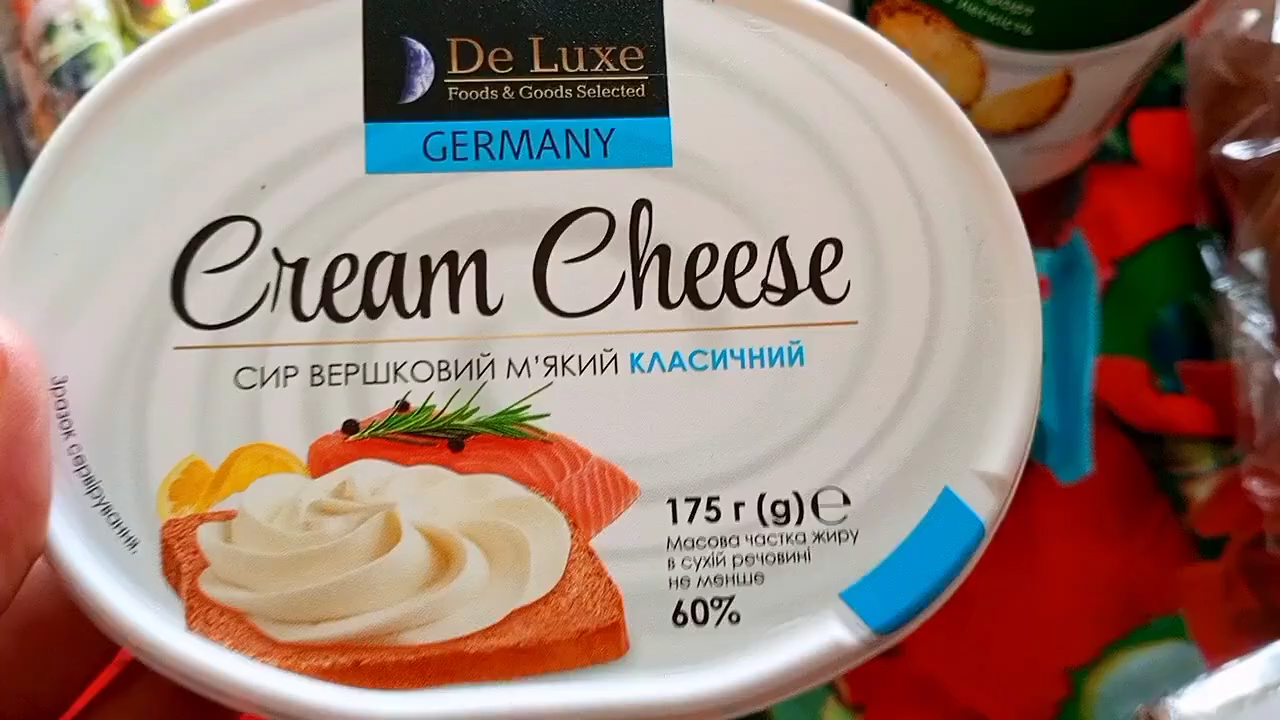 De Luxe
Foods & Goods Selected
GERMANY
Cream Cheese
СИР ВЕРШКОВИЙ М'ЯКИЙ КЛАСИЧНИЙ
Зразок сервірування.
175 г (g) ℮
Масова частка жиру
в сухій речовині
не менше
60%